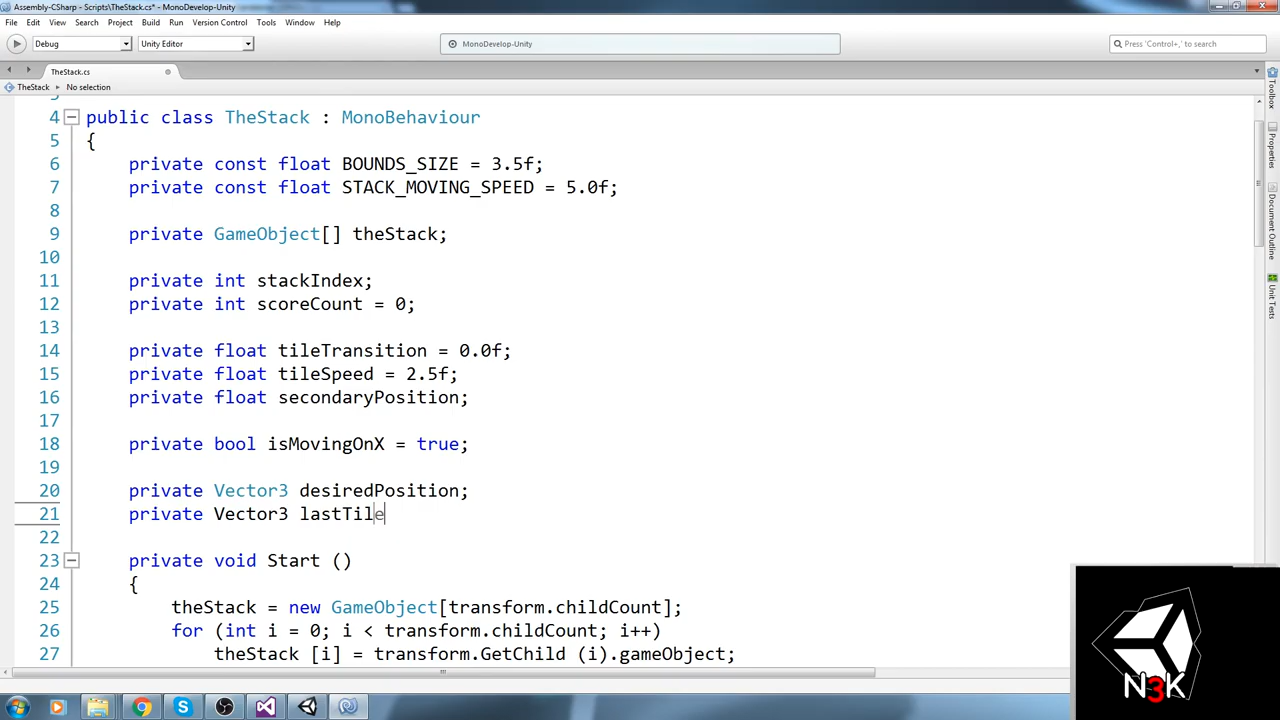 Assembly-CSharp - Scripts\TheStack.cs* - MonoDevelop-Unity
File Edit View Search Project Build Run Version Control Tools Window Help
Debug Unity Editor MonoDevelop-Unity Press 'Control+,' to search
TheStack.cs
TheStack No selection
Toolbox
Properties
Document Outline
Unit Tests
4 public class TheStack : MonoBehaviour
5 {
6 private const float BOUNDS_SIZE = 3.5f;
7 private const float STACK_MOVING_SPEED = 5.0f;
8
9 private GameObject[] theStack;
10
11 private int stackIndex;
12 private int scoreCount = 0;
13
14 private float tileTransition = 0.0f;
15 private float tileSpeed = 2.5f;
16 private float secondaryPosition;
17
18 private bool isMovingOnX = true;
19
20 private Vector3 desiredPosition;
21 private Vector3 lastTile
22
23 private void Start ()
24 {
25 theStack = new GameObject[transform.childCount];
26 for (int i = 0; i < transform.childCount; i++)
27 theStack [i] = transform.GetChild (i).gameObject;
N3K